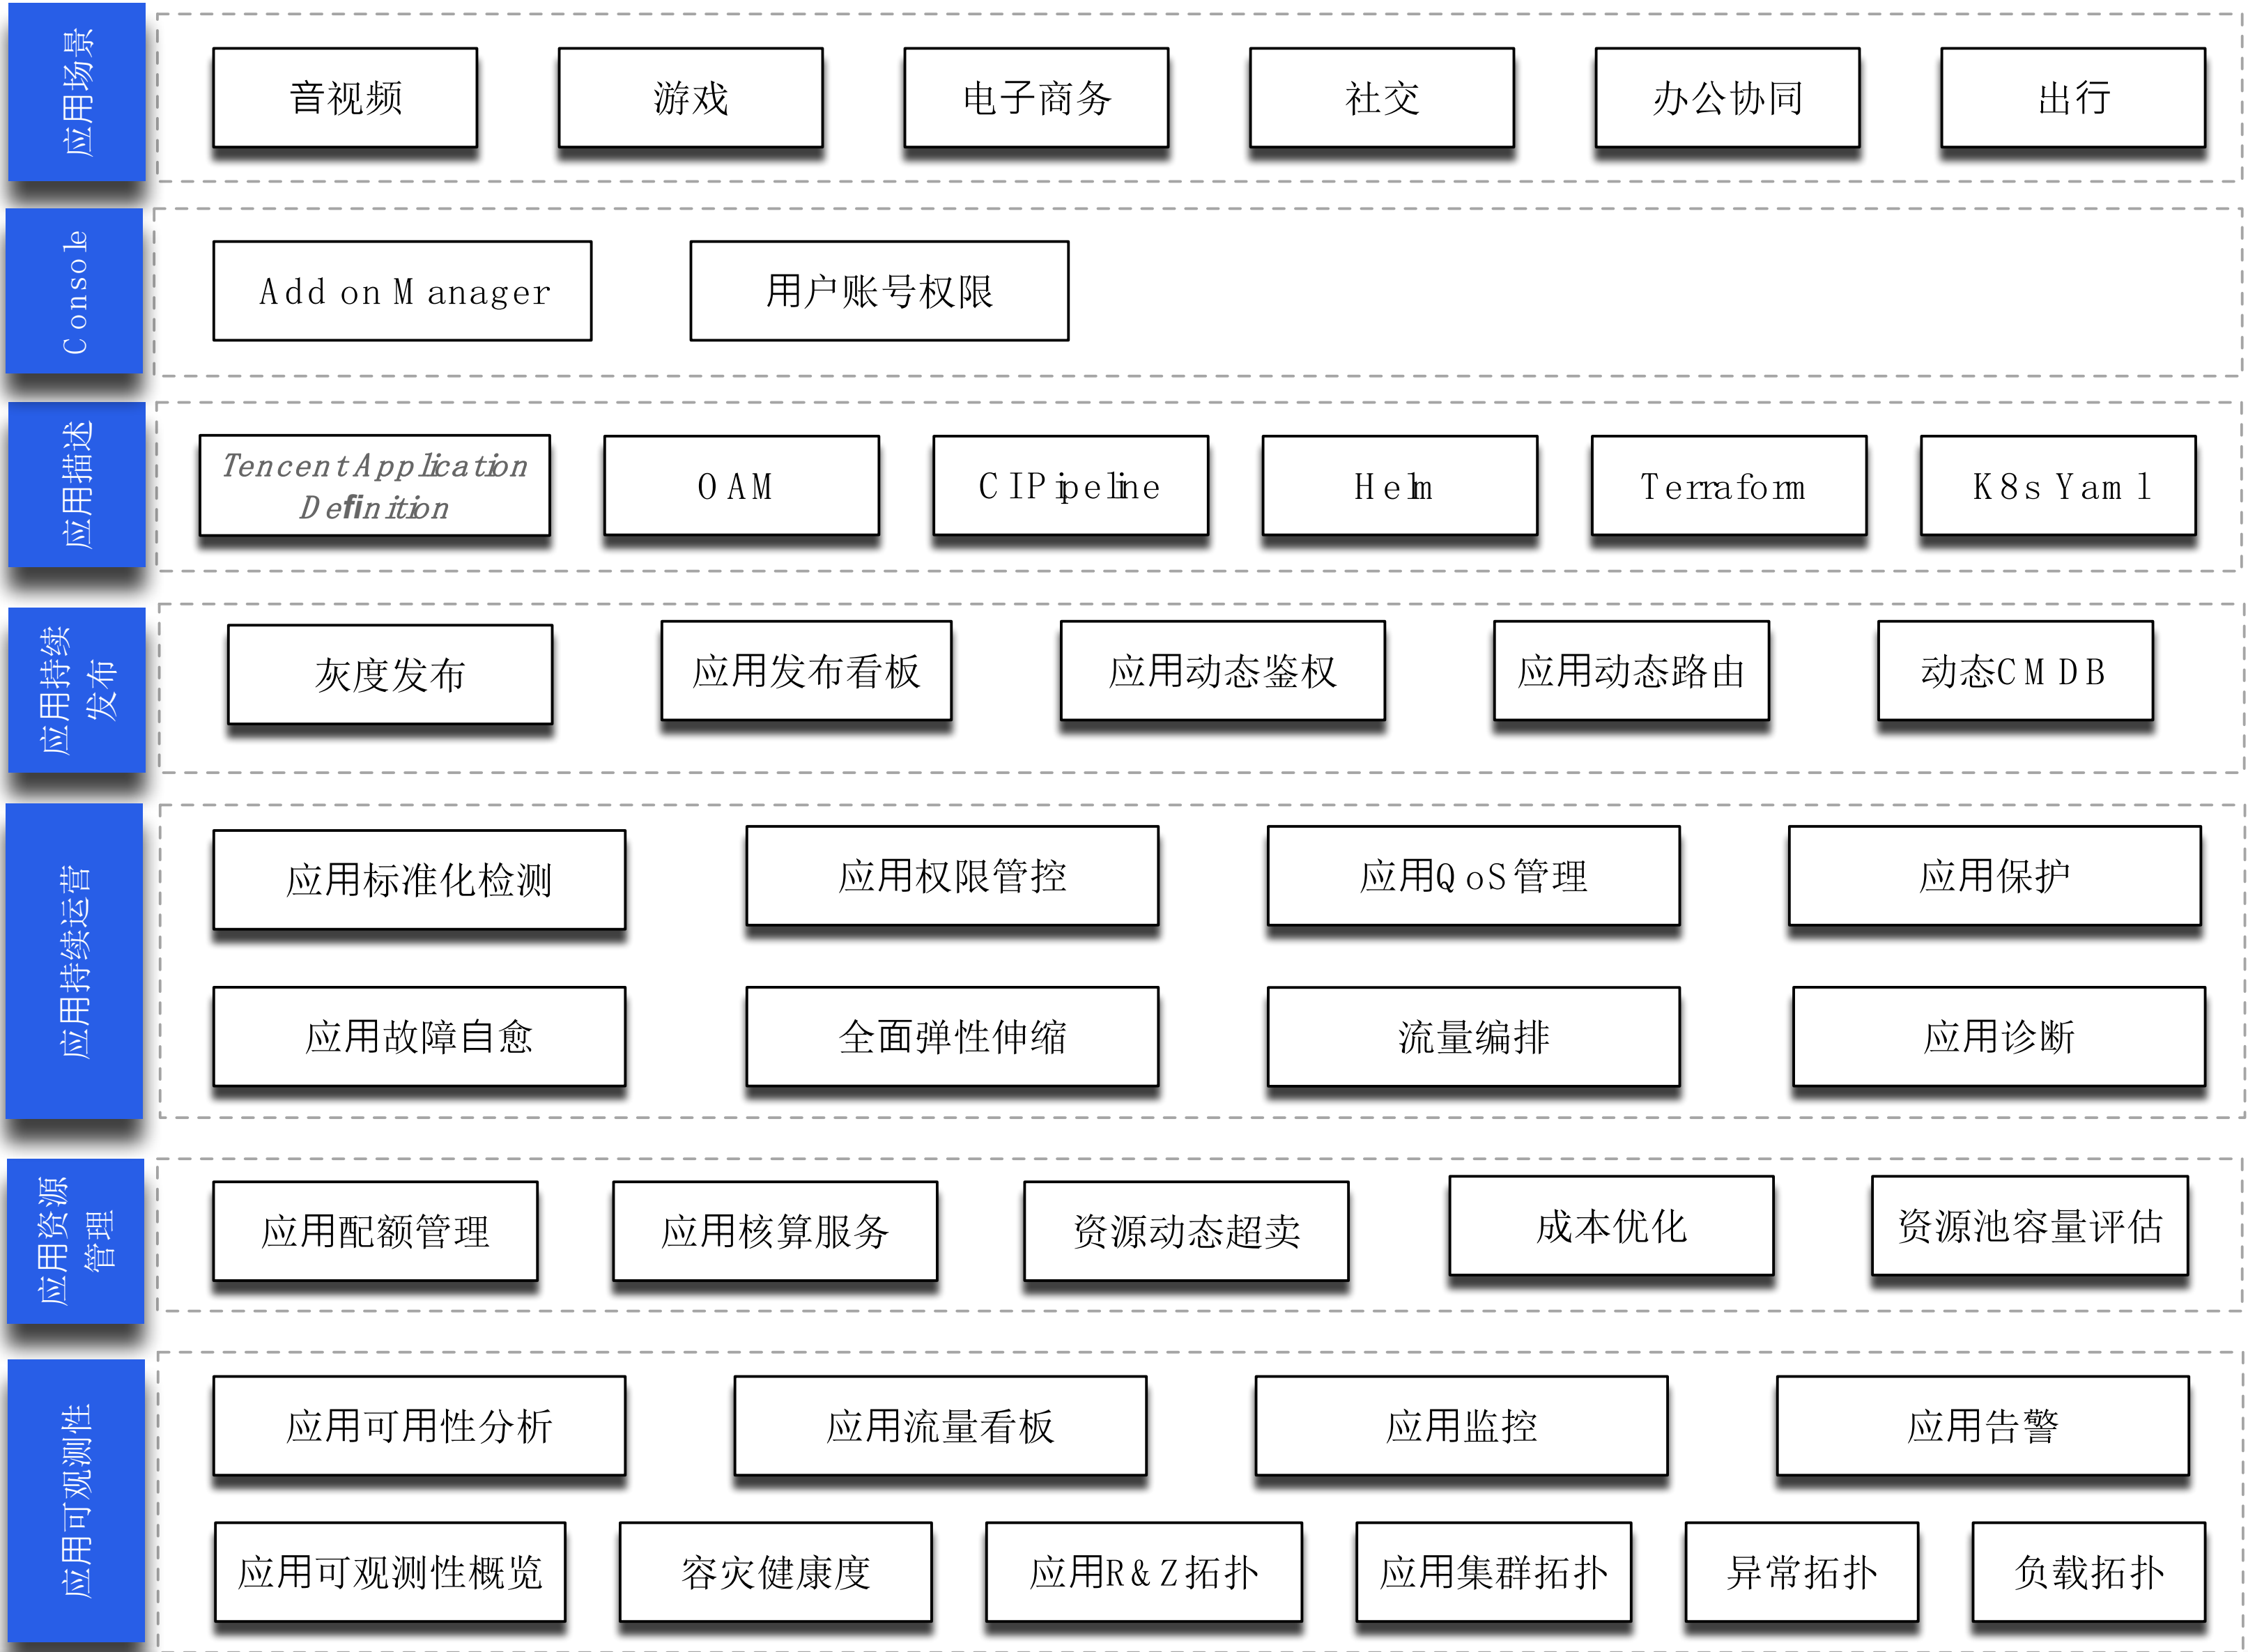 应用场景
音视频
游戏
电子商务
社交
办公协同
出行
Console
Addon Manager
用户账号权限
应用描述
Tencent Application
Definition
OAM
CI Pipeline
Helm
Terraform
K8s Yaml
应用持续
发布
灰度发布
应用发布看板
应用动态鉴权
应用动态路由
动态CMDB
应用持续运营
应用标准化检测
应用权限管控
应用QoS管理
应用保护
应用故障自愈
全面弹性伸缩
流量编排
应用诊断
应用资源
管理
应用配额管理
应用核算服务
资源动态超卖
成本优化
资源池容量评估
应用可观测性
应用可用性分析
应用流量看板
应用监控
应用告警
应用可观测性概览
容灾健康度
应用R&Z拓扑
应用集群拓扑
异常拓扑
负载拓扑